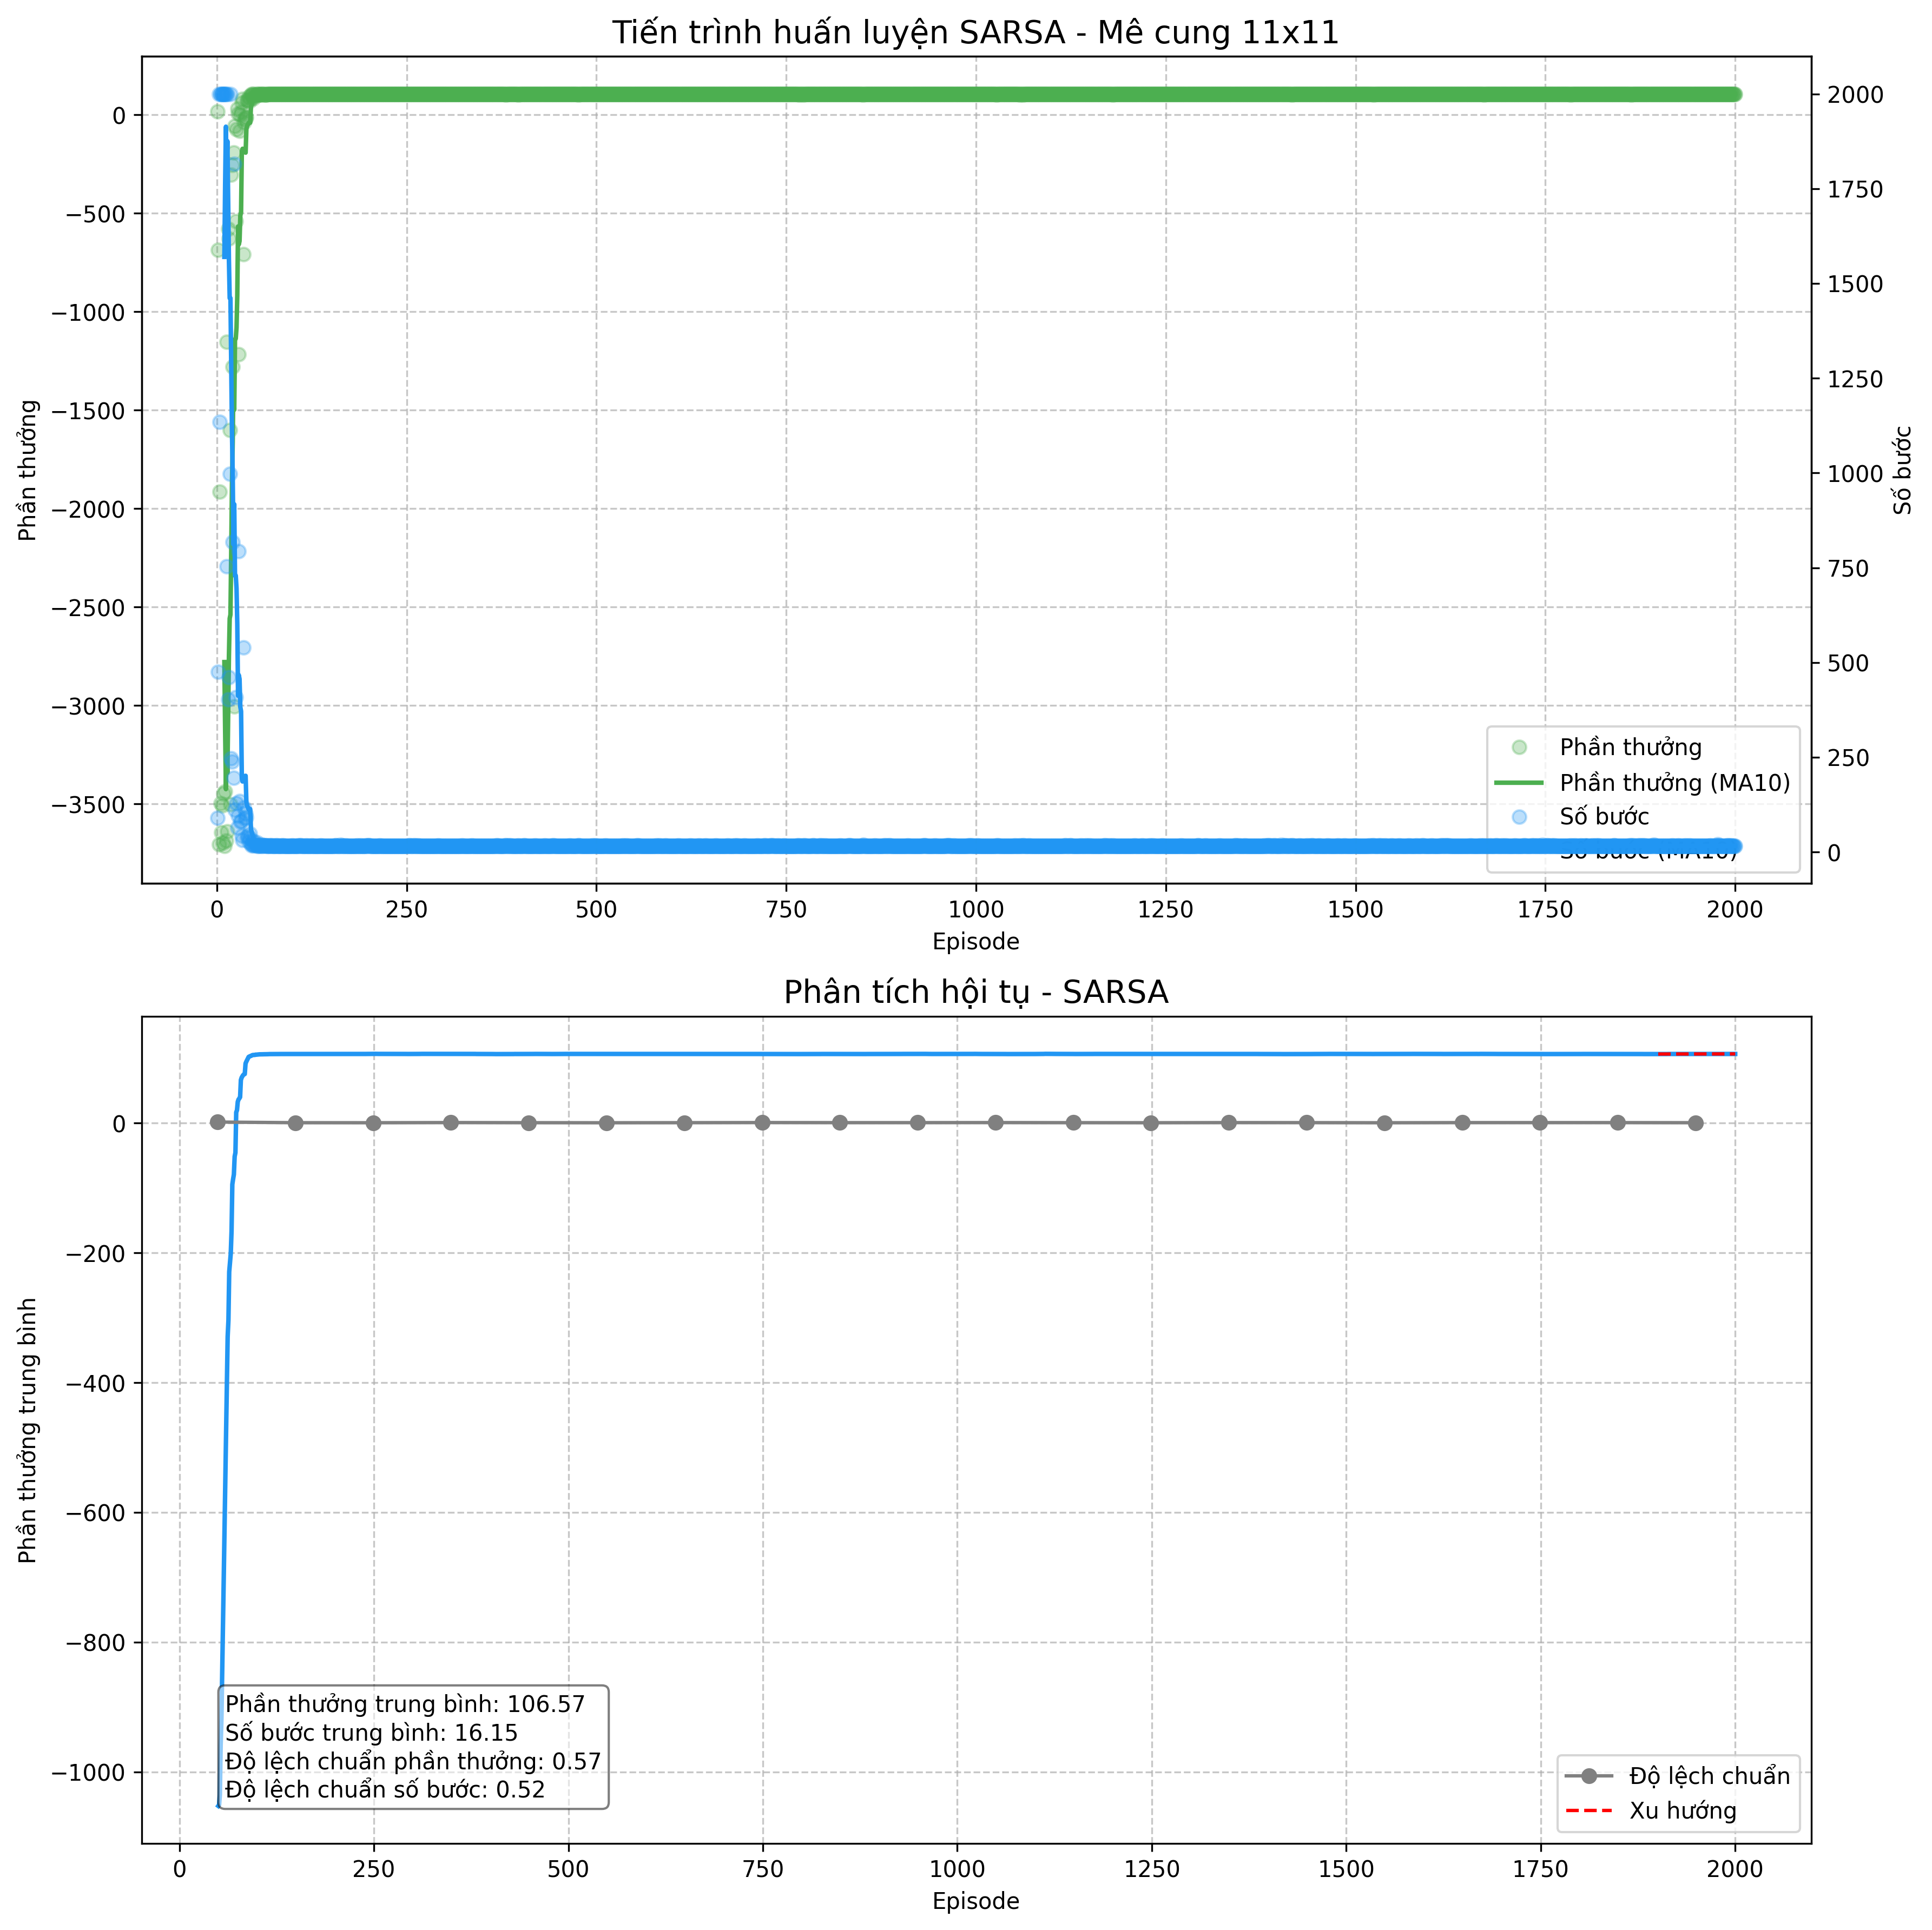 Tiến trình huấn luyện SARSA - Mê cung 11x11
Phần thưởng
0
−500
−1000
−1500
−2000
−2500
−3000
−3500
2000
1750
1500
1250
1000
750
500
250
0
Số bước
Phần thưởng
Phần thưởng (MA10)
Số bước
Số bước (MA10)
0 250 500 750 1000 1250 1500 1750 2000
Episode
Phân tích hội tụ - SARSA
Phần thưởng trung bình
0
−200
−400
−600
−800
−1000
Phần thưởng trung bình: 106.57
Số bước trung bình: 16.15
Độ lệch chuẩn phần thưởng: 0.57
Độ lệch chuẩn số bước: 0.52
Độ lệch chuẩn
Xu hướng
0 250 500 750 1000 1250 1500 1750 2000
Episode